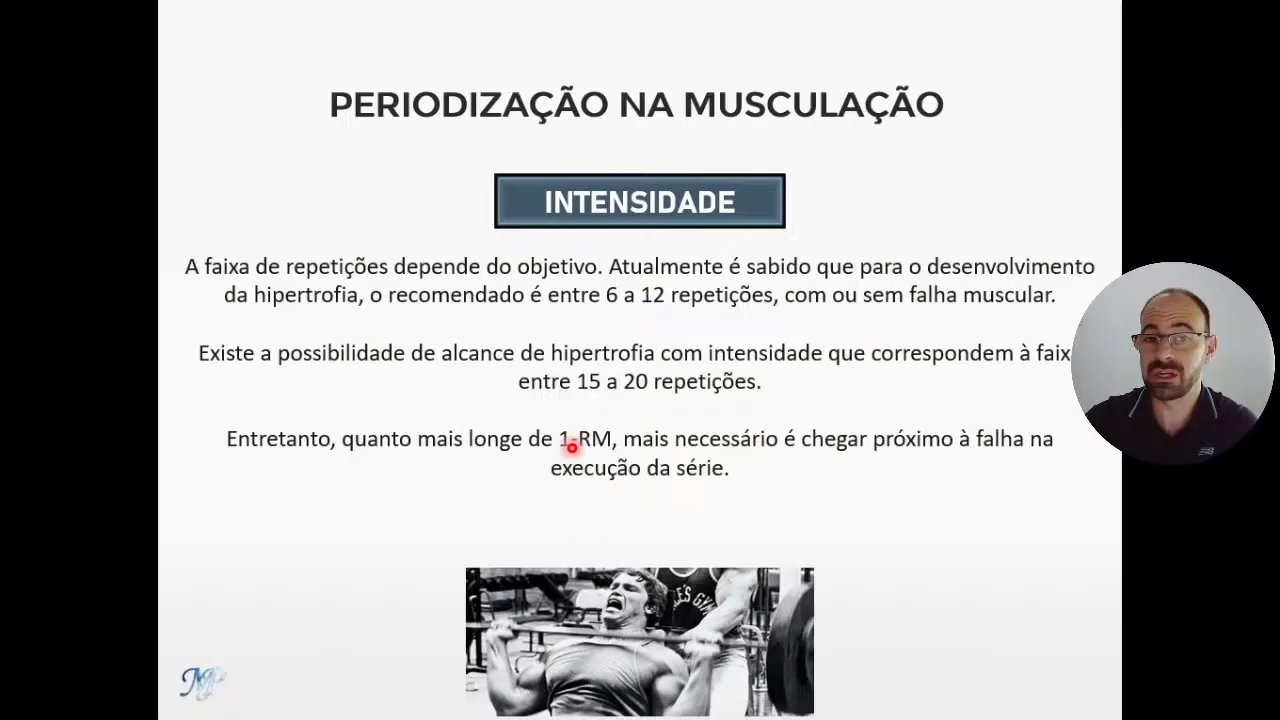 PERIODIZAÇÃO NA MUSCULAÇÃO
INTENSIDADE
A faixa de repetições depende do objetivo. Atualmente é sabido que para o desenvolvimento
da hipertrofia, o recomendado é entre 6 a 12 repetições, com ou sem falha muscular.
Existe a possibilidade de alcance de hipertrofia com intensidade que correspondem à faix
entre 15 a 20 repetições.
Entretanto, quanto mais longe de 1-RM, mais necessário é chegar próximo à falha na
execução da série.